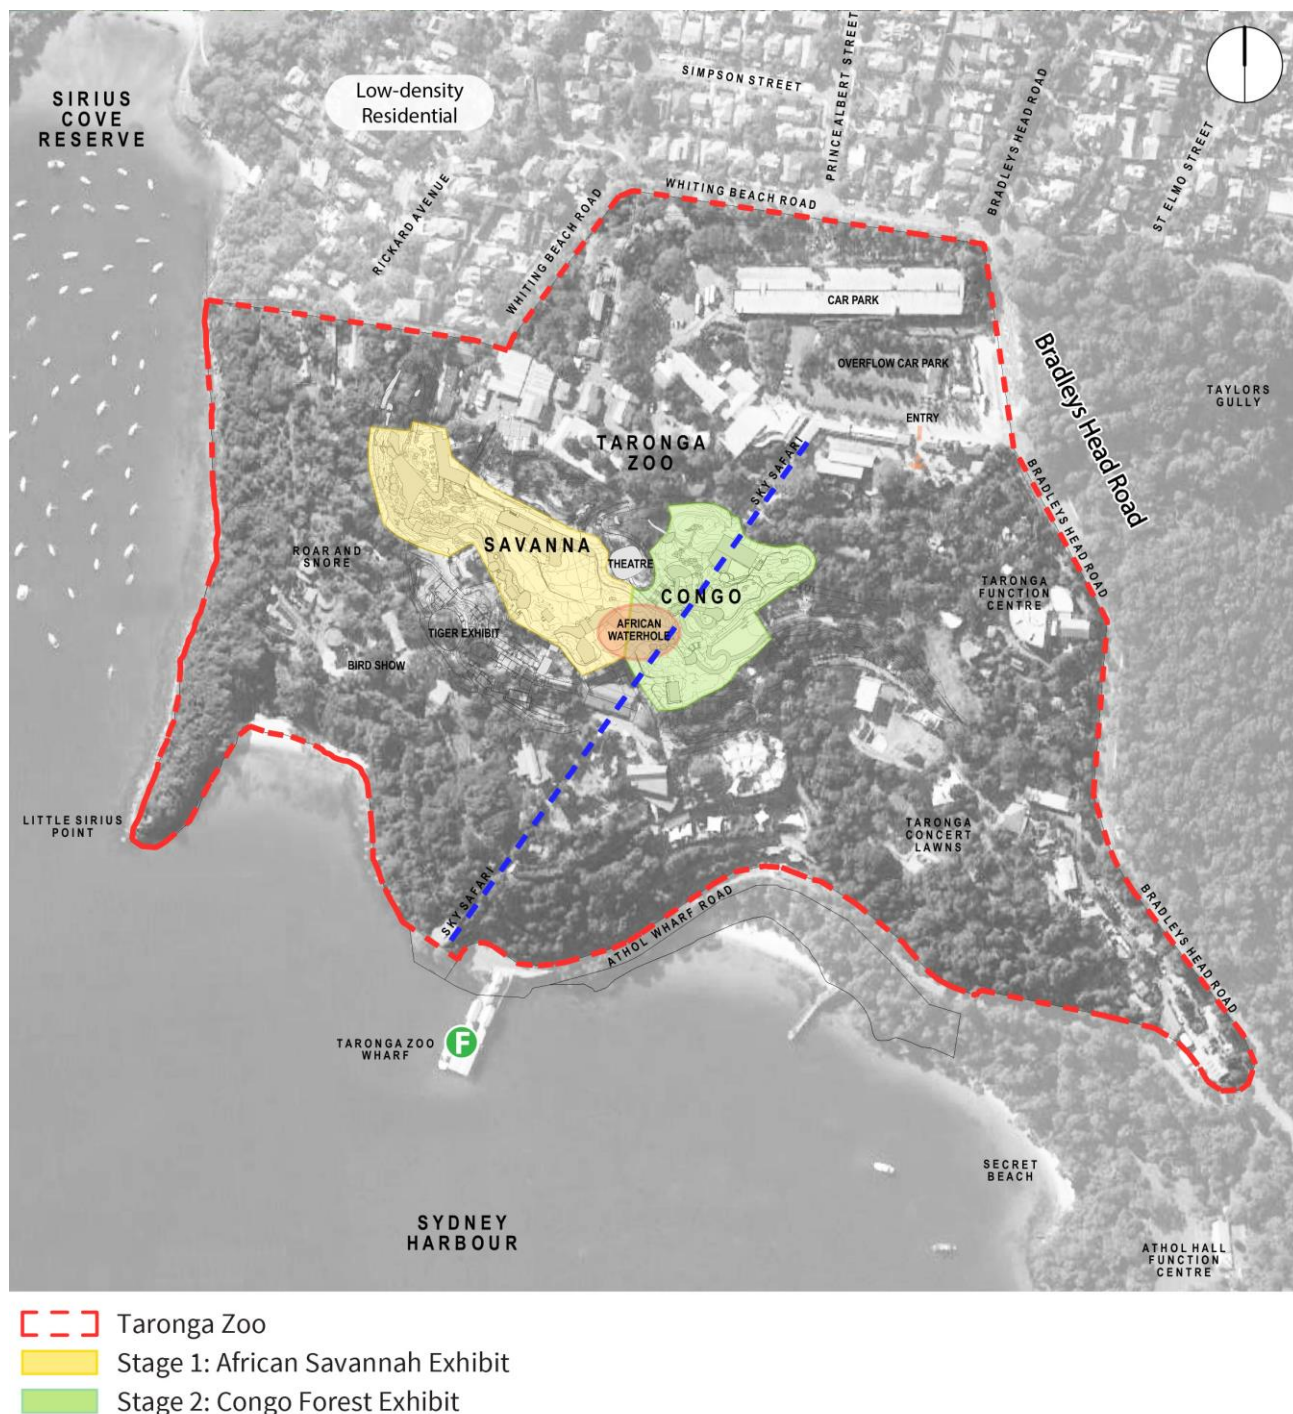 SIRIUS
COVE
RESERVE
Low-density
Residential
SIMPSON STREET
PRINCE ALBERT STREET
BRADLEYS HEAD ROAD
ST ELMO STREET
RICKARD AVENUE
WHITING BEACH ROAD
WHITING BEACH ROAD
CAR PARK
OVERFLOW CAR PARK
ENTRY
Bradleys Head Road
TAYLORS
GULLY
TARONGA
ZOO
SKY SAFARI
BRADLEYS HEAD ROAD
SAVANNA
ROAR AND
SNORE
THEATRE
CONGO
TARONGA
FUNCTION
CENTRE
AFRICAN
WATERHOLE
TIGER EXHIBIT
BIRD SHOW
LITTLE SIRIUS
POINT
TARONGA
CONCERT
LAWNS
SKY SAFARI
ATHOL WHARF ROAD
BRADLEYS HEAD ROAD
TARONGA ZOO
WHARF
F
SECRET
BEACH
SYDNEY
HARBOUR
ATHOL HALL
FUNCTION
CENTRE
Taronga Zoo
Stage 1: African Savannah Exhibit
Stage 2: Congo Forest Exhibit